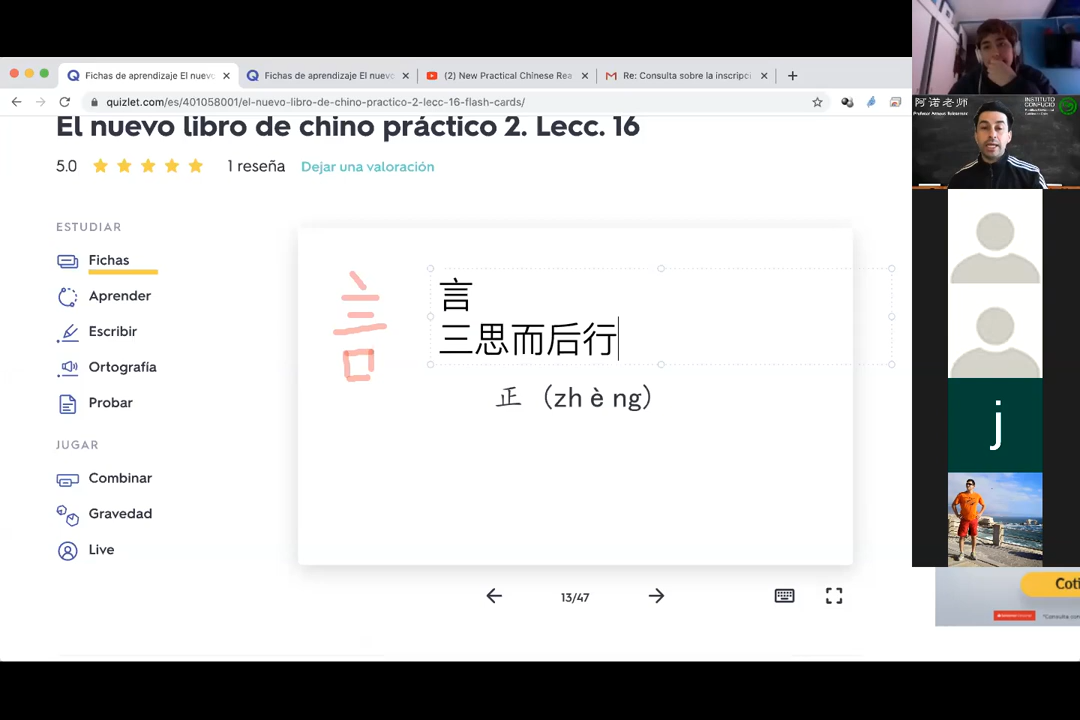 Fichas de aprendizaje El nuev
Fichas de aprendizaje El nuevo
(2) New Practical Chinese Rea
Re: Consulta sobre la inscripci
quizlet.com/es/401058001/el-nuevo-libro-de-chino-practico-2-lecc-16-flash-cards/
El nuevo libro de chino práctico 2. Lecc. 16
5.0
1 reseña
Dejar una valoración
ESTUDIAR
Fichas
Aprender
Escribir
Ortografía
Probar
JUGAR
Combinar
Gravedad
Live
言
言
三思而后行
正 （zh è ng）
13/47
阿诺老师
INSTITUTO
CONFUCIO
j
Coti